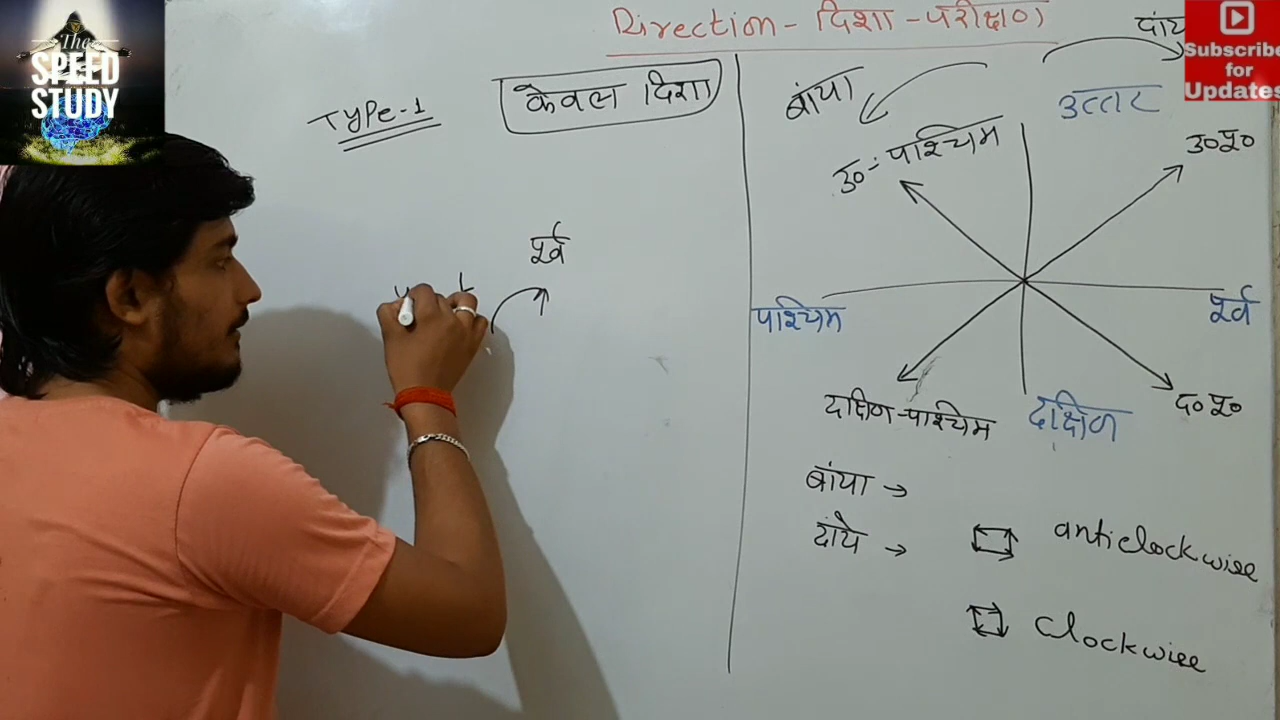 The
SPEED
STUDY
Subscribe
for
Updates
Direction - दिशा - परीक्षण
Type-1
केवल दिशा
पूर्व
बांया
दांय
उत्तर
उ०-पश्चिम
उ०पू०
पश्चिम
पूर्व
दक्षिण-पश्चिम
दक्षिण
द०पू०
बांया →
दांये →
anticlockwise
clockwise